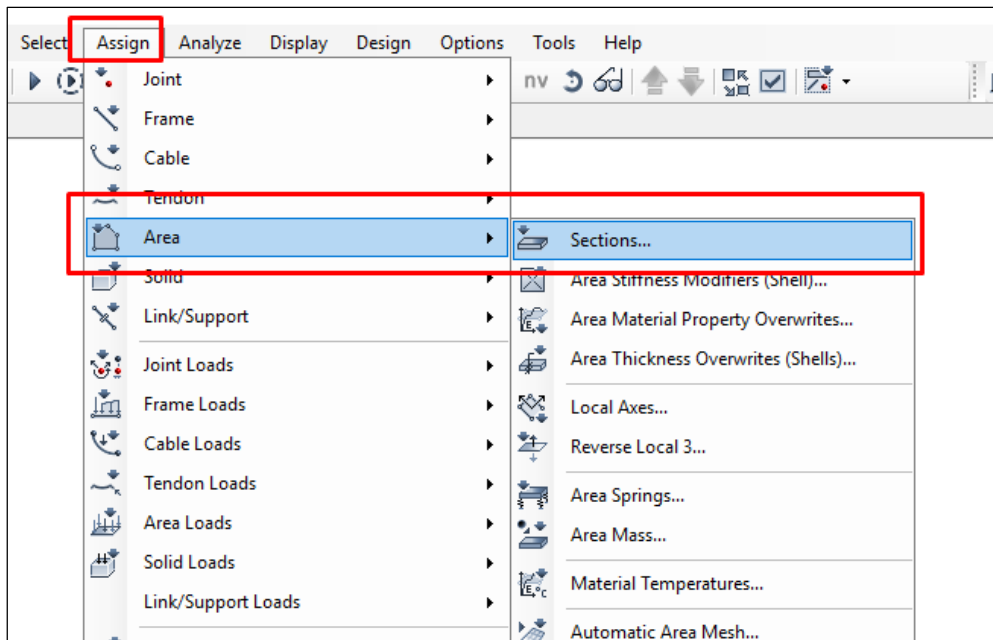 Select Assign Analyze Display Design Options Tools Help
nv
Joint
Frame
Cable
Tendon
Area
Solid
Link/Support
Joint Loads
Frame Loads
Cable Loads
Tendon Loads
Area Loads
Solid Loads
Link/Support Loads
Sections...
Area Stiffness Modifiers (Shell)...
Area Material Property Overwrites...
Area Thickness Overwrites (Shells)...
Local Axes...
Reverse Local 3...
Area Springs...
Area Mass...
Material Temperatures...
Automatic Area Mesh...